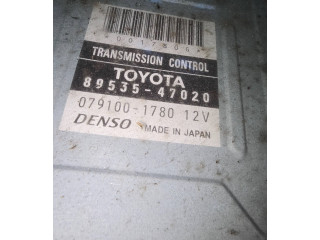 TRANSMISSION CONTROL
TOYOTA
89535-47020
079100-1780 12V
DENSO MADE IN JAPAN